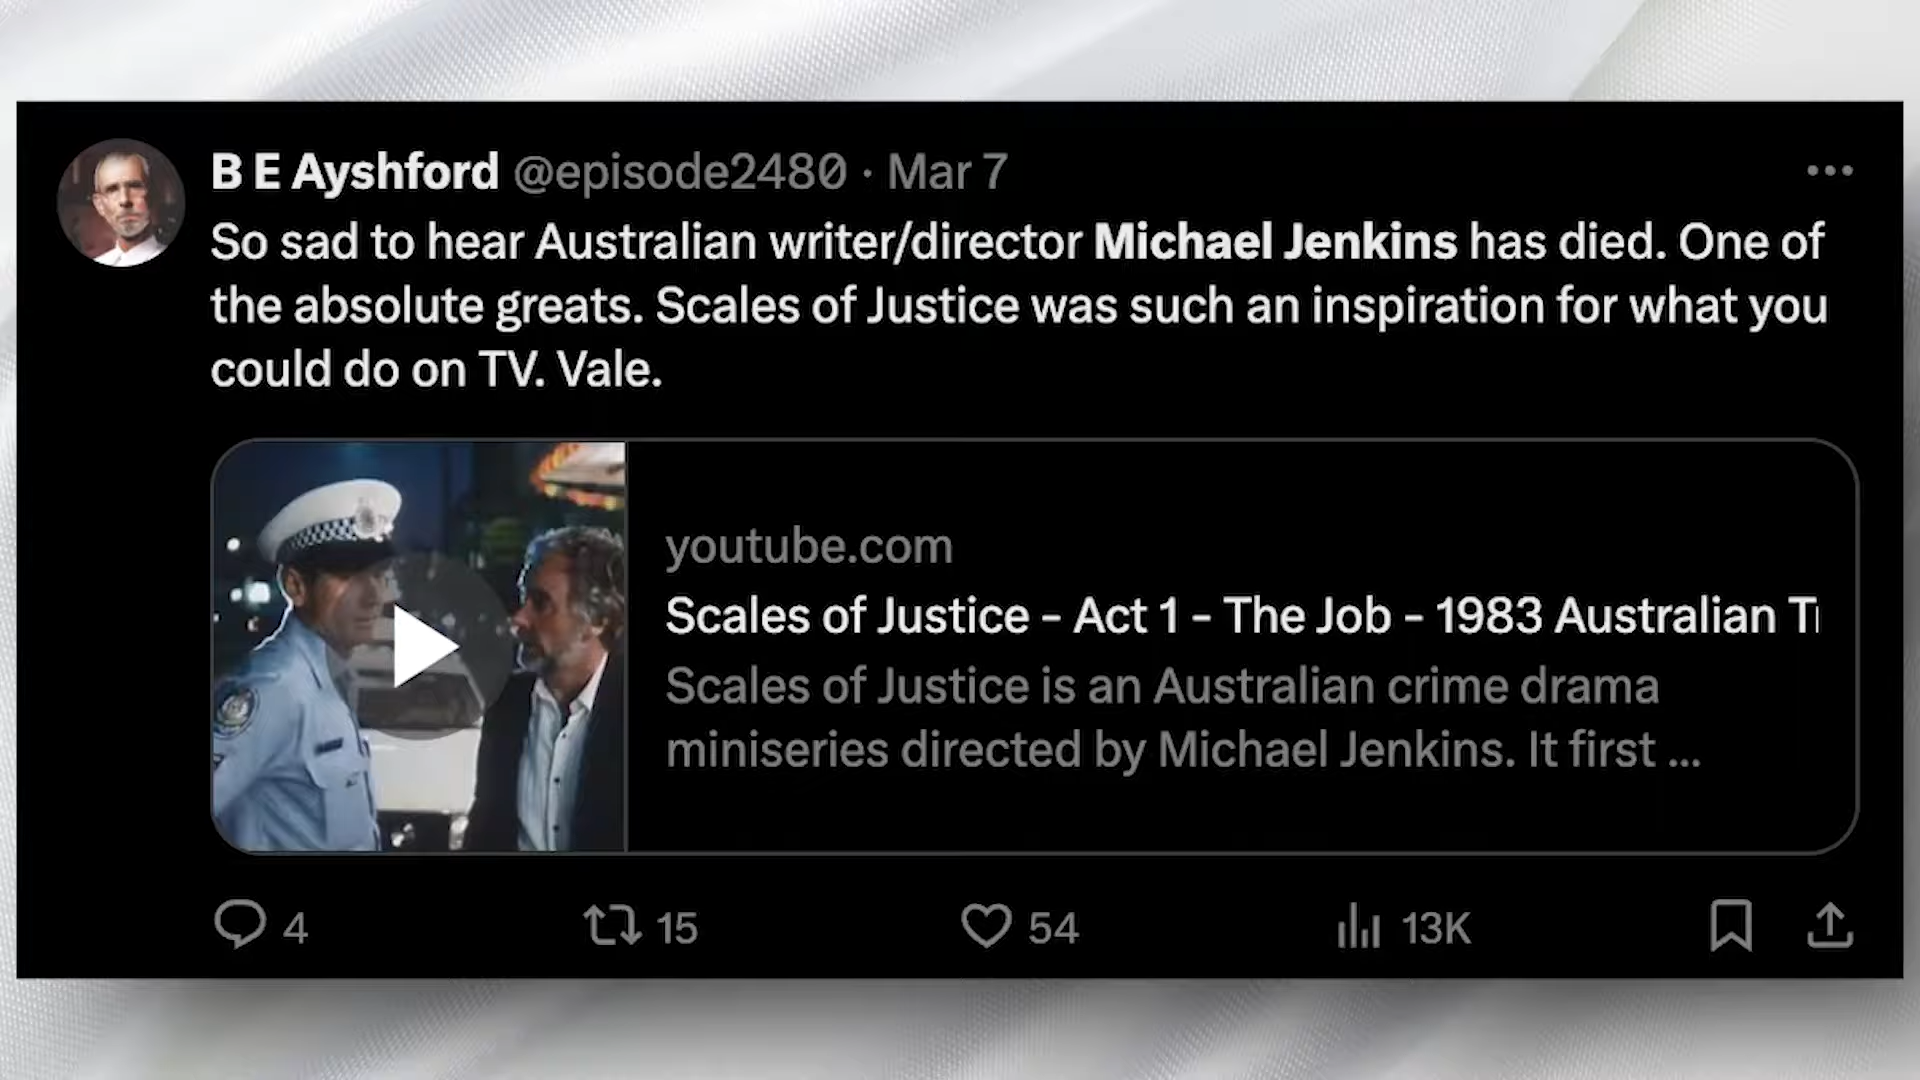 B E Ayshford @episode2480 · Mar 7
So sad to hear Australian writer/director Michael Jenkins has died. One of
the absolute greats. Scales of Justice was such an inspiration for what you
could do on TV. Vale.
youtube.com
Scales of Justice - Act 1 - The Job - 1983 Australian
Scales of Justice is an Australian crime drama
miniseries directed by Michael Jenkins. It first ...
4 15 54 13K